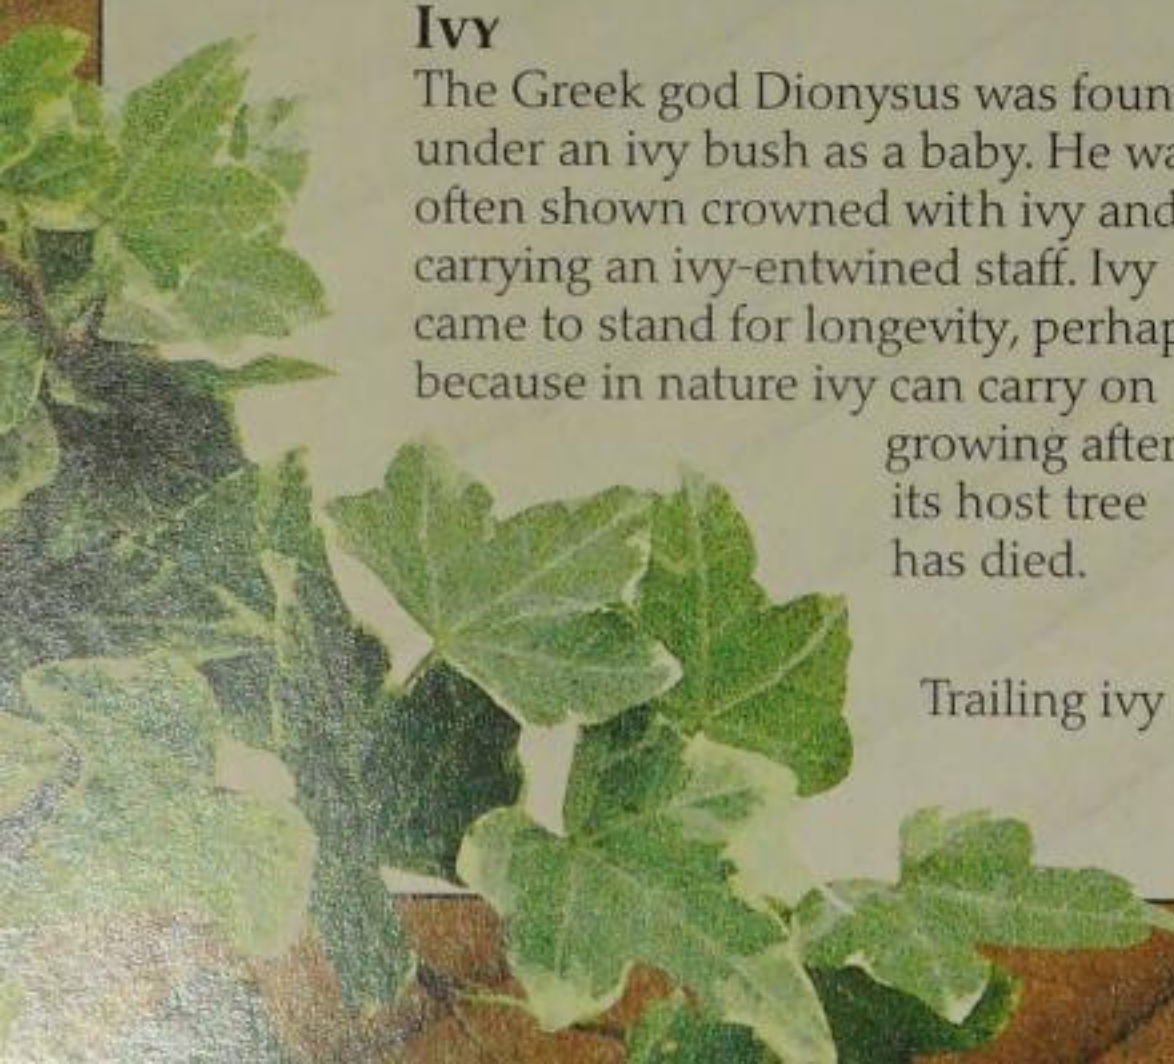 IVY
The Greek god Dionysus was foun
under an ivy bush as a baby. He wa
often shown crowned with ivy and
carrying an ivy-entwined staff. Ivy
came to stand for longevity, perhap
because in nature ivy can carry on
growing after
its host tree
has died.
Trailing ivy